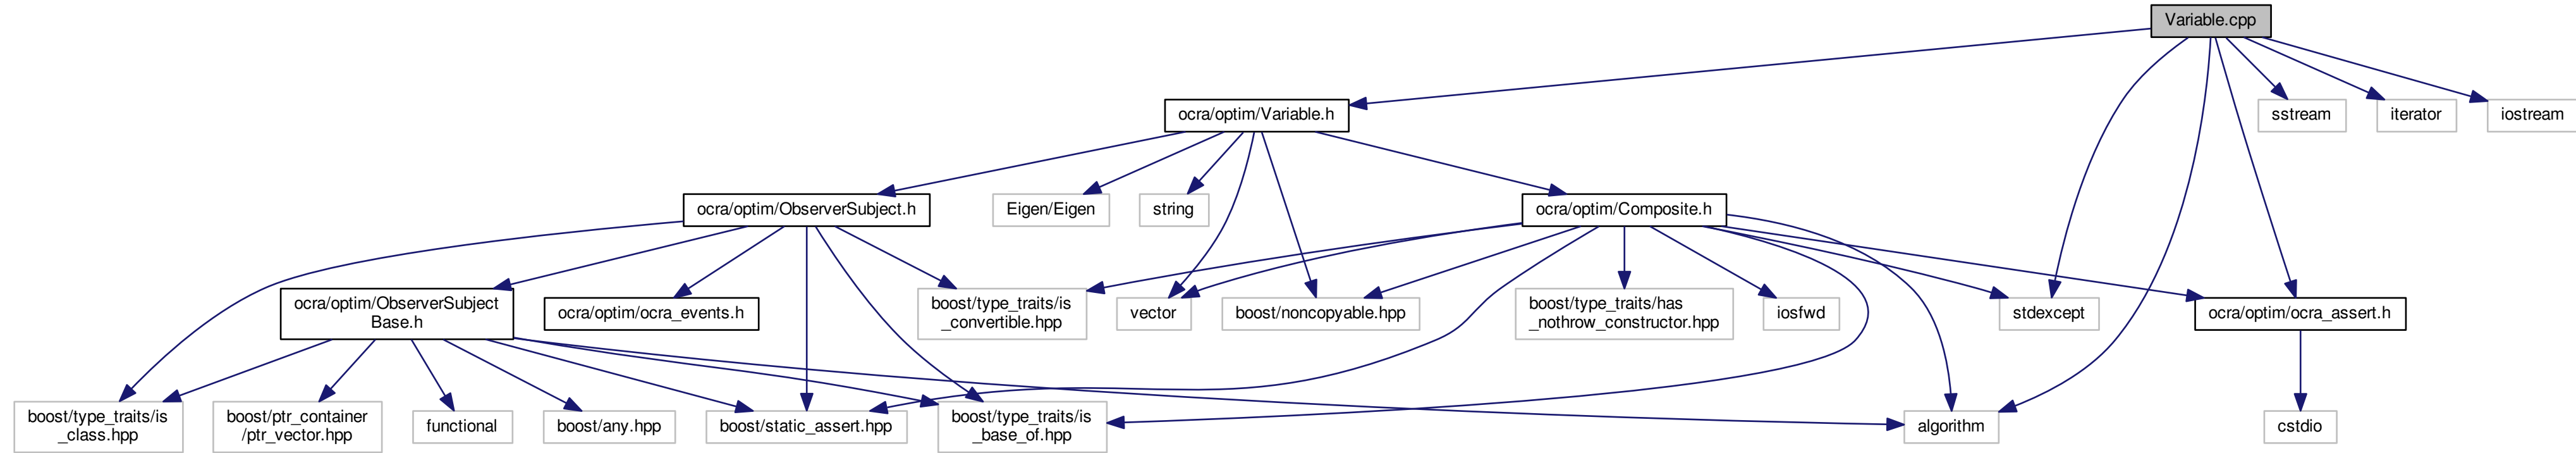 Variable.cpp
ocra/optim/Variable.h
sstream
iterator
iostream
ocra/optim/ObserverSubject.h
Eigen/Eigen
string
ocra/optim/Composite.h
ocra/optim/ObserverSubject
Base.h
ocra/optim/ocra_events.h
boost/type_traits/is
_convertible.hpp
vector
boost/noncopyable.hpp
boost/type_traits/has
_nothrow_constructor.hpp
iosfwd
stdexcept
ocra/optim/ocra_assert.h
boost/type_traits/is
_class.hpp
boost/ptr_container
/ptr_vector.hpp
functional
boost/any.hpp
boost/static_assert.hpp
boost/type_traits/is
_base_of.hpp
algorithm
cstdio